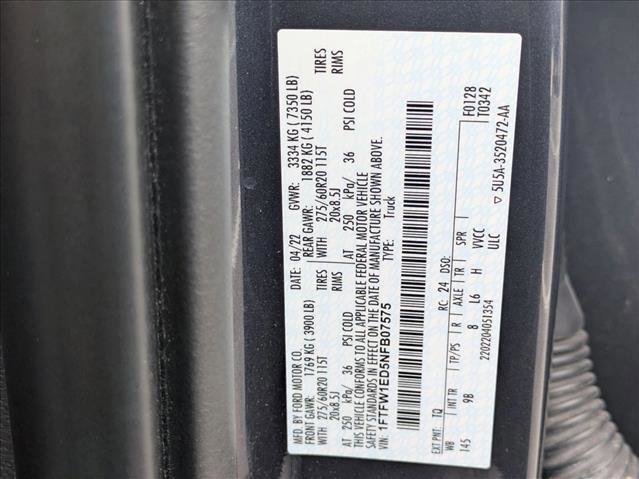 MFD. BY FORD MOTOR CO.
DATE: 04/22 GVWR: 3334 KG ( 7350 LB)
FRONT GAWR: 1769 KG (3900 LB) REAR GAWR: 1882 KG ( 4150 LB)
WITH 275/60R20 115T TIRES WITH 275/60R20 115T TIRES
20x8.5J RIMS 20x8.5J RIMS
AT 250 kPa/ 36 PSI COLD AT 250 kPa/ 36 PSI COLD
THIS VEHICLE CONFORMS TO ALL APPLICABLE FEDERAL MOTOR VEHICLE
SAFETY STANDARDS IN EFFECT ON THE DATE OF MANUFACTURE SHOWN ABOVE.
VIN: 1FTFW1ED5NFB07575 TYPE: Truck
F0128
T0342
EXT PNT: TQ RC: 24 DSO:
WB INT TR TP/PS R AXLE TR SPR
145 9B 8 L6 H VVCC
ULC
2202204051354
▽ 5U5A-3520472-AA